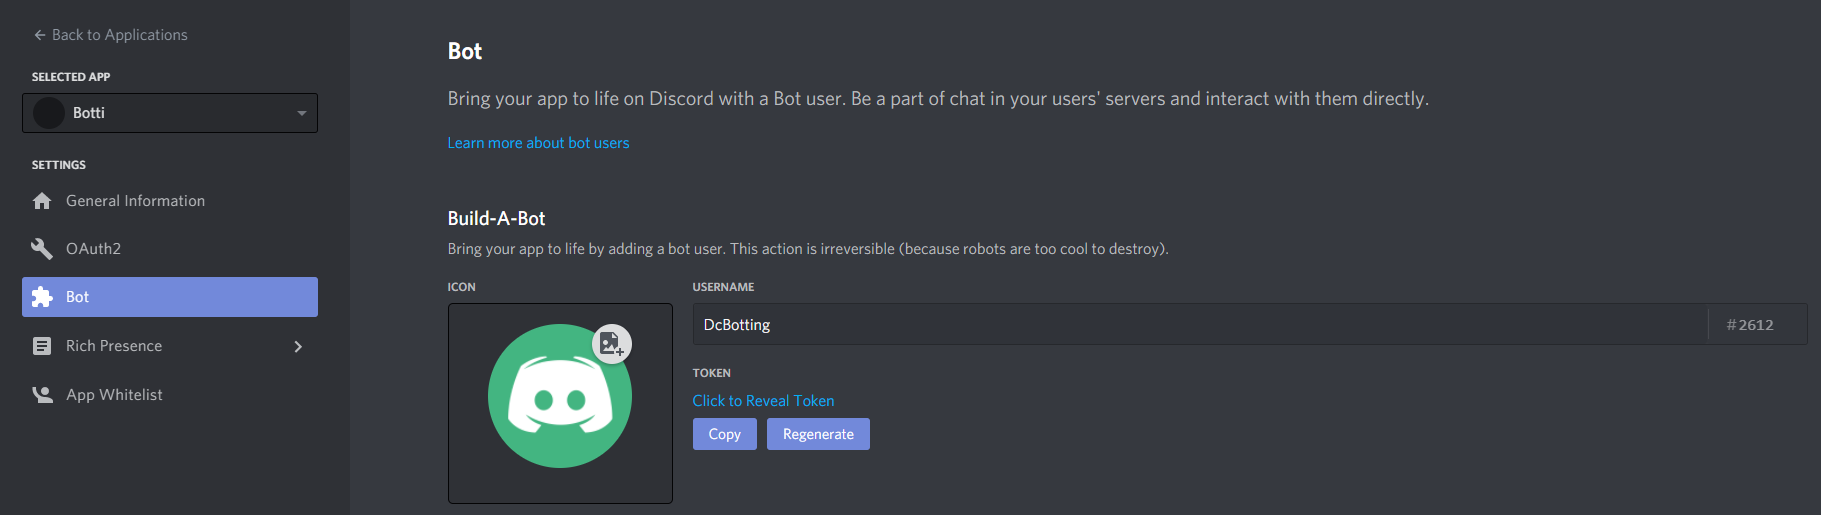 Back to Applications
SELECTED APP
Botti
SETTINGS
General Information
OAuth2
Bot
Rich Presence
App Whitelist
Bot
Bring your app to life on Discord with a Bot user. Be a part of chat in your users' servers and interact with them directly.
Learn more about bot users
Build-A-Bot
Bring your app to life by adding a bot user. This action is irreversible (because robots are too cool to destroy).
ICON
USERNAME
DcBotting
#2612
TOKEN
Click to Reveal Token
Copy
Regenerate